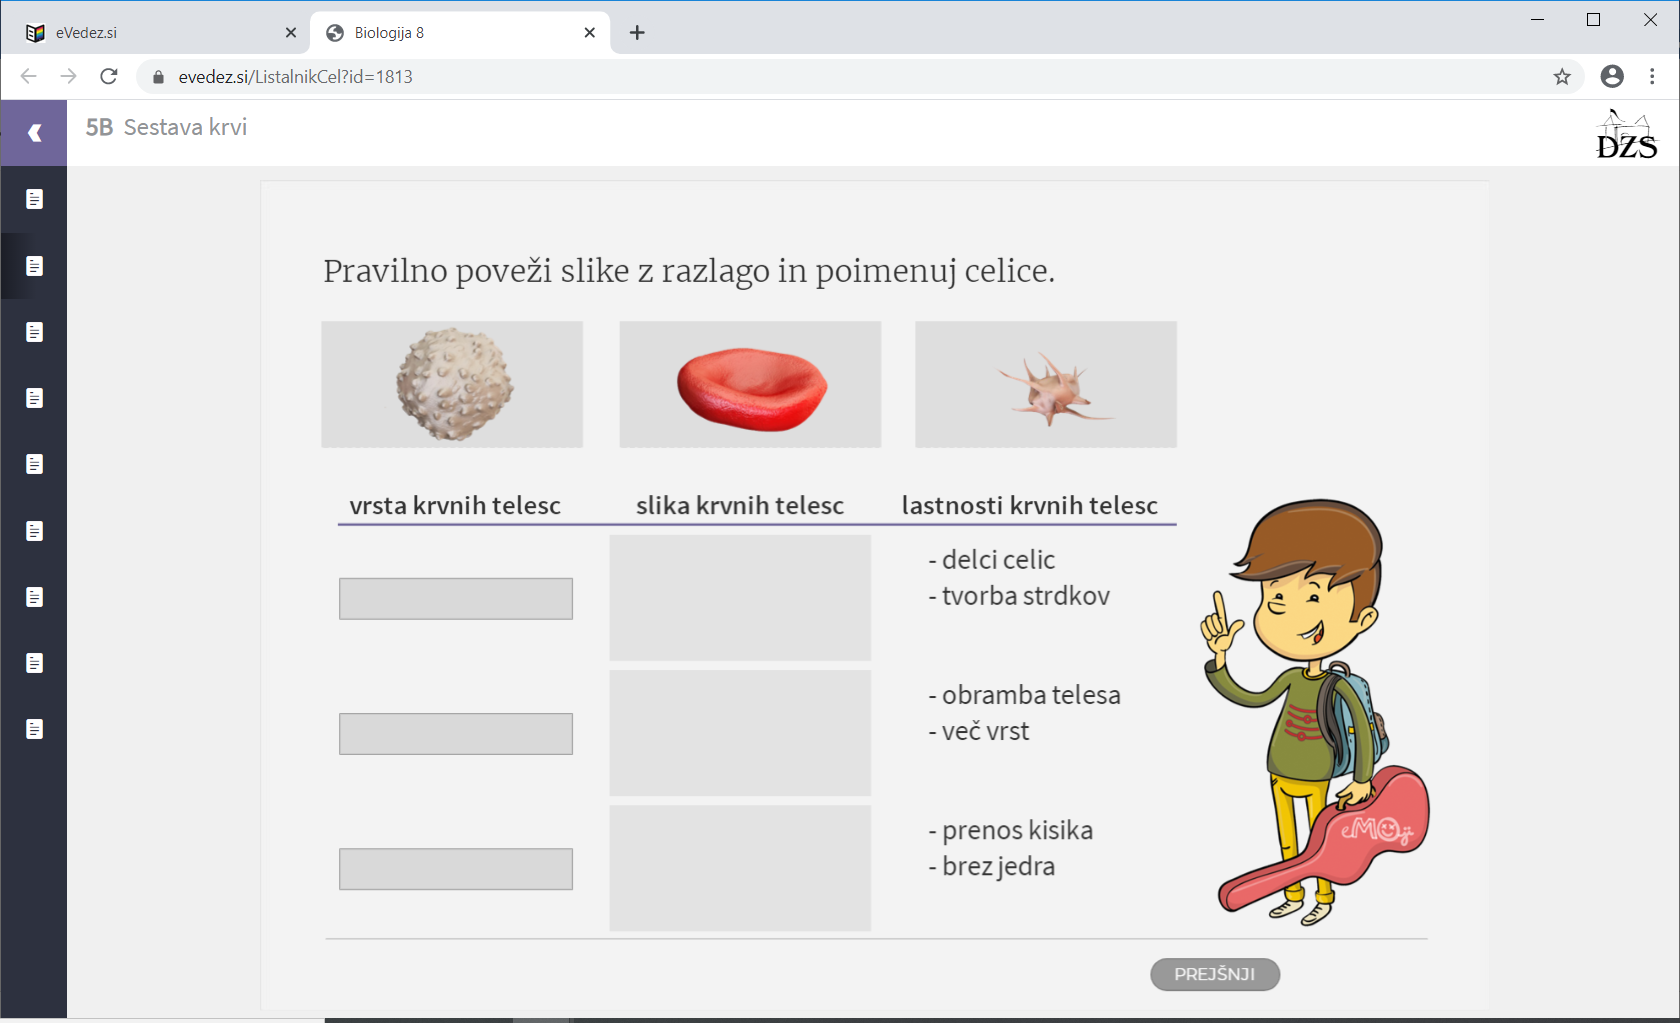 eVedez.si
Biologija 8
evedez.si/ListalnikCel?id=1813
5B Sestava krvi
DZS
Pravilno poveži slike z razlago in poimenuj celice.
vrsta krvnih telesc slika krvnih telesc lastnosti krvnih telesc
- delci celic
- tvorba strdkov
- obramba telesa
- več vrst
- prenos kisika
- brez jedra
eMOji
PREJŠNJI